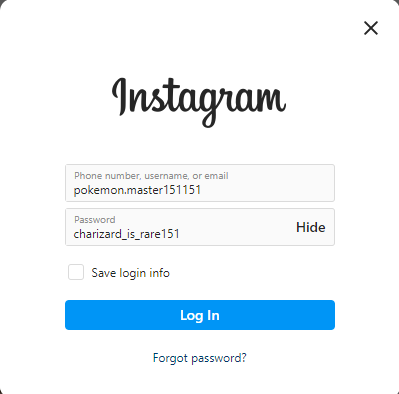 Instagram
Phone number, username, or email
pokemon.master151151
Password
charizard_is_rare151
Hide
Save login info
Log In
Forgot password?